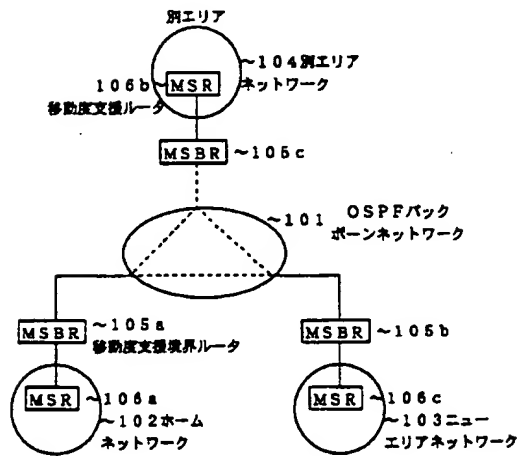 別エリア
~104別エリア
ネットワーク
106b~
MSR
移動度支援ルータ
MSBR ~105c
~101 OSPFバック
ボーンネットワーク
MSBR ~105a
移動度支援境界ルータ
MSBR ~105b
MSR ~106a
~102ホーム
ネットワーク
MSR ~106c
~103ニュー
エリアネットワーク